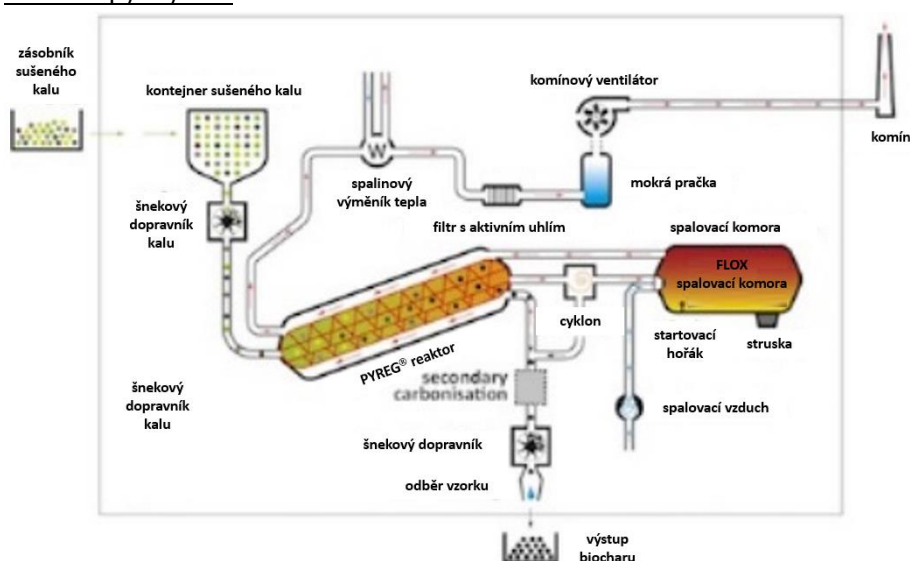 zásobník
sušeného
kalu
kontejner sušeného kalu
komínový ventilátor
komín
W
spalinový
výměník tepla
mokrá pračka
šnekový
dopravník
kalu
filtr s aktivním uhlím
spalovací komora
FLOX
spalovací komora
cyklon
startovací
hořák
struska
PYREG® reaktor
secondary
carbonisation
šnekový
dopravník
kalu
spalovací vzduch
šnekový dopravník
odběr vzorku
výstup
biocharu